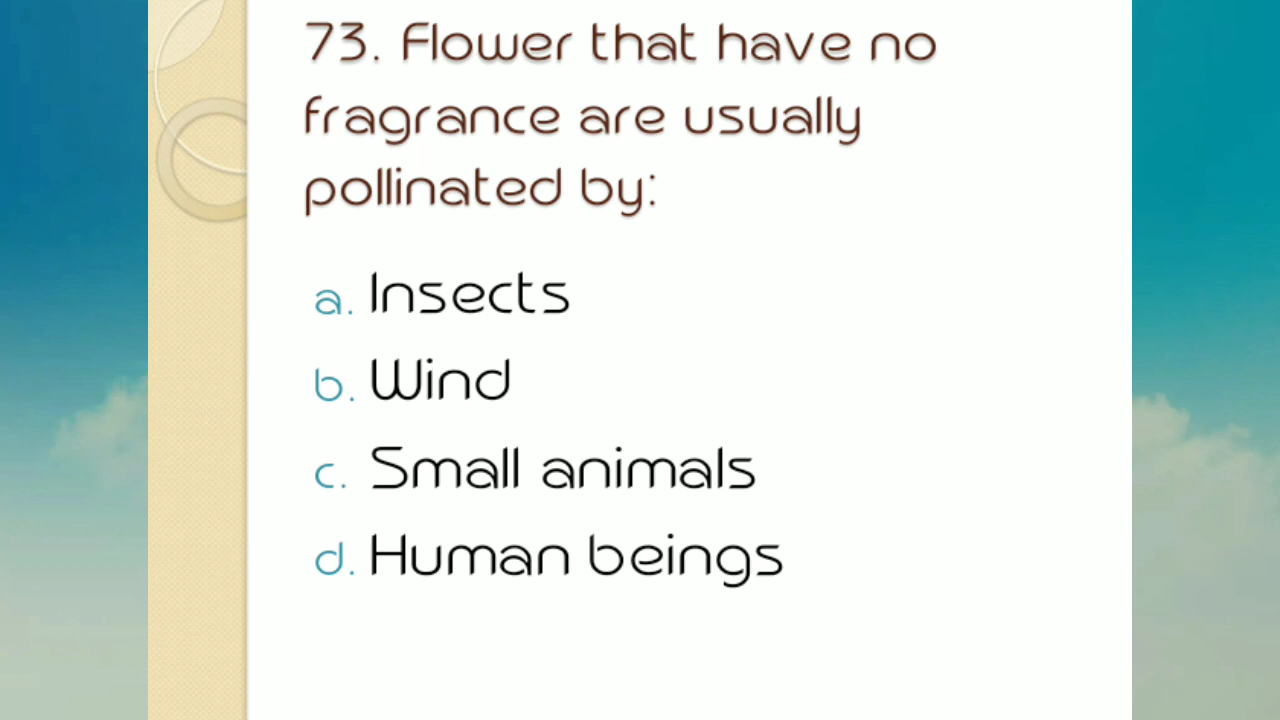 73. Flower that have no
fragrance are usually
pollinated by:
a. Insects
b. Wind
c. Small animals
d. Human beings